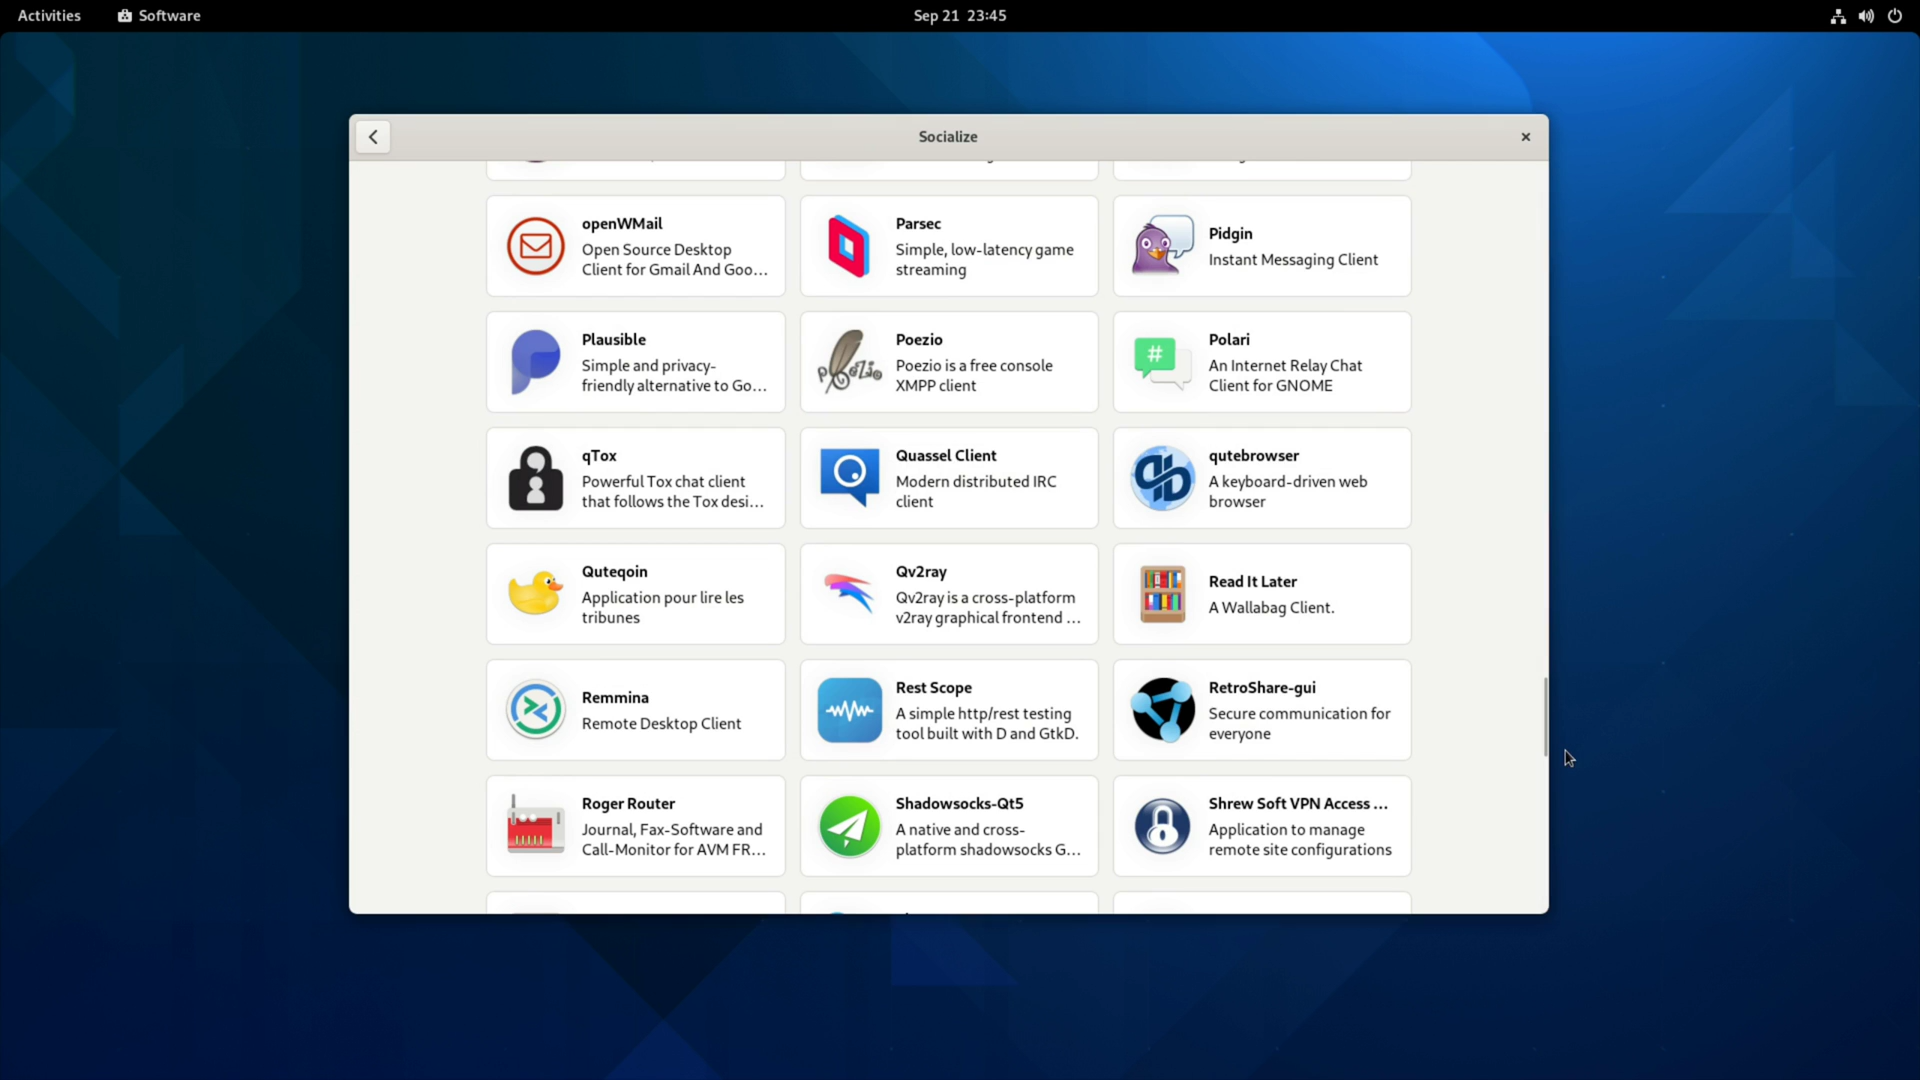 Activities
Software
Sep 21 23:45
Socialize
openWMail
Open Source Desktop
Client for Gmail And Goo...
Parsec
Simple, low-latency game
streaming
Pidgin
Instant Messaging Client
Plausible
Simple and privacy-
friendly alternative to Go...
poezio
Poezio
Poezio is a free console
XMPP client
#
Polari
An Internet Relay Chat
Client for GNOME
qTox
Powerful Tox chat client
that follows the Tox desi...
Quassel Client
Modern distributed IRC
client
qutebrowser
A keyboard-driven web
browser
Quteqoin
Application pour lire les
tribunes
Qv2ray
Qv2ray is a cross-platform
v2ray graphical frontend ...
Read It Later
A Wallabag Client.
Remmina
Remote Desktop Client
Rest Scope
A simple http/rest testing
tool built with D and GtkD.
RetroShare-gui
Secure communication for
everyone
Roger Router
Journal, Fax-Software and
Call-Monitor for AVM FR...
Shadowsocks-Qt5
A native and cross-
platform shadowsocks G...
Shrew Soft VPN Access ...
Application to manage
remote site configurations